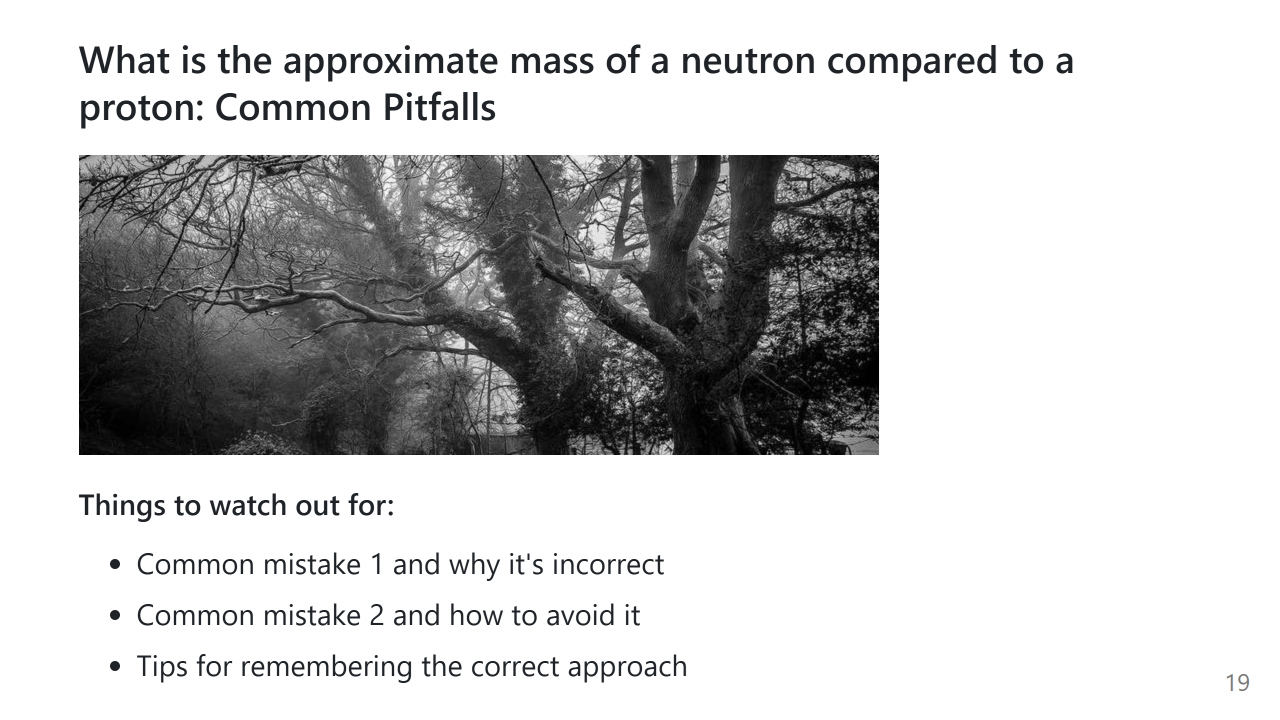 What is the approximate mass of a neutron compared to a
proton: Common Pitfalls
Things to watch out for:
Common mistake 1 and why it's incorrect
Common mistake 2 and how to avoid it
Tips for remembering the correct approach
19